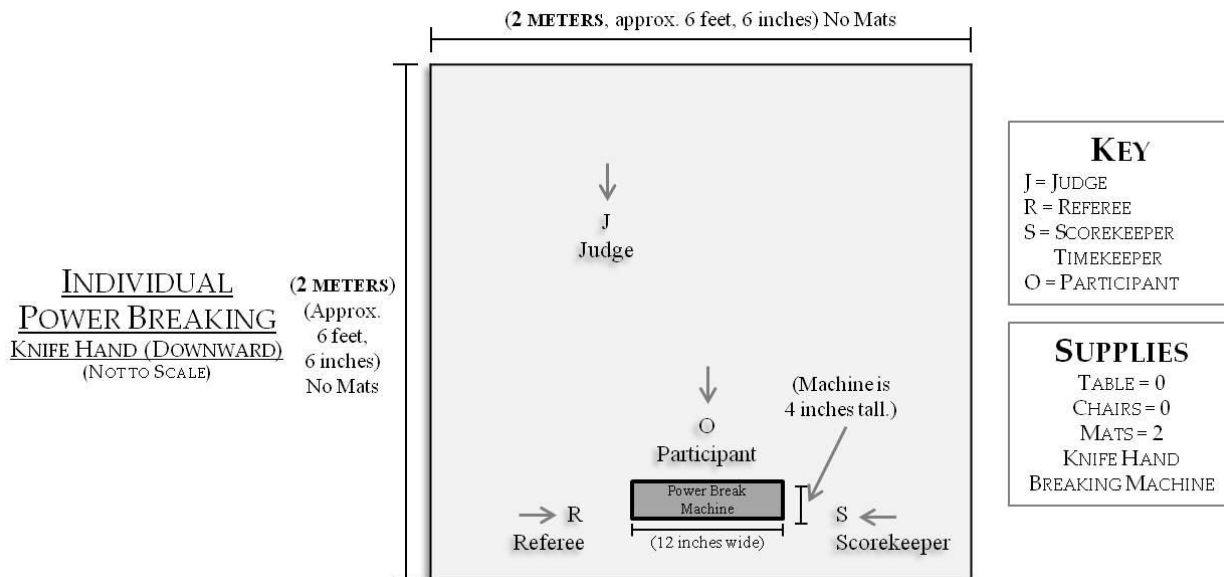 (2 METERS, approx. 6 feet, 6 inches) No Mats
INDIVIDUAL
POWER BREAKING
KNIFE HAND (DOWNWARD)
(NOT TO SCALE)
(2 METERS)
(Approx.
6 feet,
6 inches)
No Mats
J
Judge
O
Participant
(Machine is
4 inches tall.)
Power Break
Machine
R
Referee
(12 inches wide)
S
Scorekeeper
KEY
J = JUDGE
R = REFEREE
S = SCOREKEEPER
TIMEKEEPER
O = PARTICIPANT
SUPPLIES
TABLE = 0
CHAIRS = 0
MATS = 2
KNIFE HAND
BREAKING MACHINE